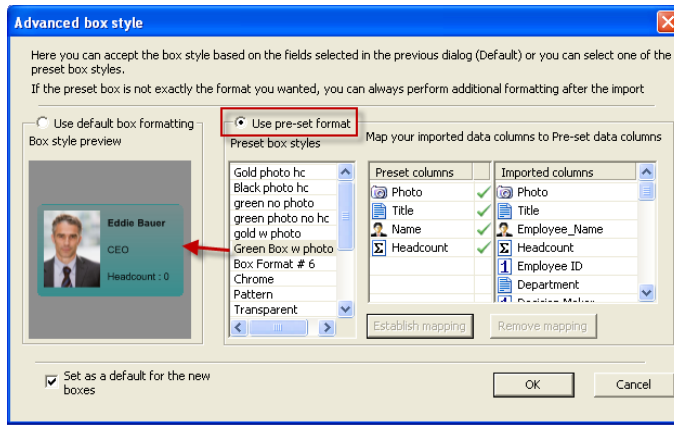 Advanced box style
Here you can accept the box style based on the fields selected in the previous dialog (Default) or you can select one of the
preset box styles.
If the preset box is not exactly the format you wanted, you can always perform additional formatting after the import
Use default box formatting
Box style preview
Eddie Bauer
CEO
Headcount : 0
Use pre-set format
Preset box styles
Gold photo hc
Black photo hc
green no photo
green photo no hc
gold w photo
Green Box w photo
Box Format # 6
Chrome
Pattern
Transparent
Map your imported data columns to Pre-set data columns
Preset columns
Photo
Title
Name
Headcount
Imported columns
Photo
Title
Employee_Name
Headcount
Employee ID
Department
Decision Maker
Establish mapping
Remove mapping
Set as a default for the new
boxes
OK
Cancel